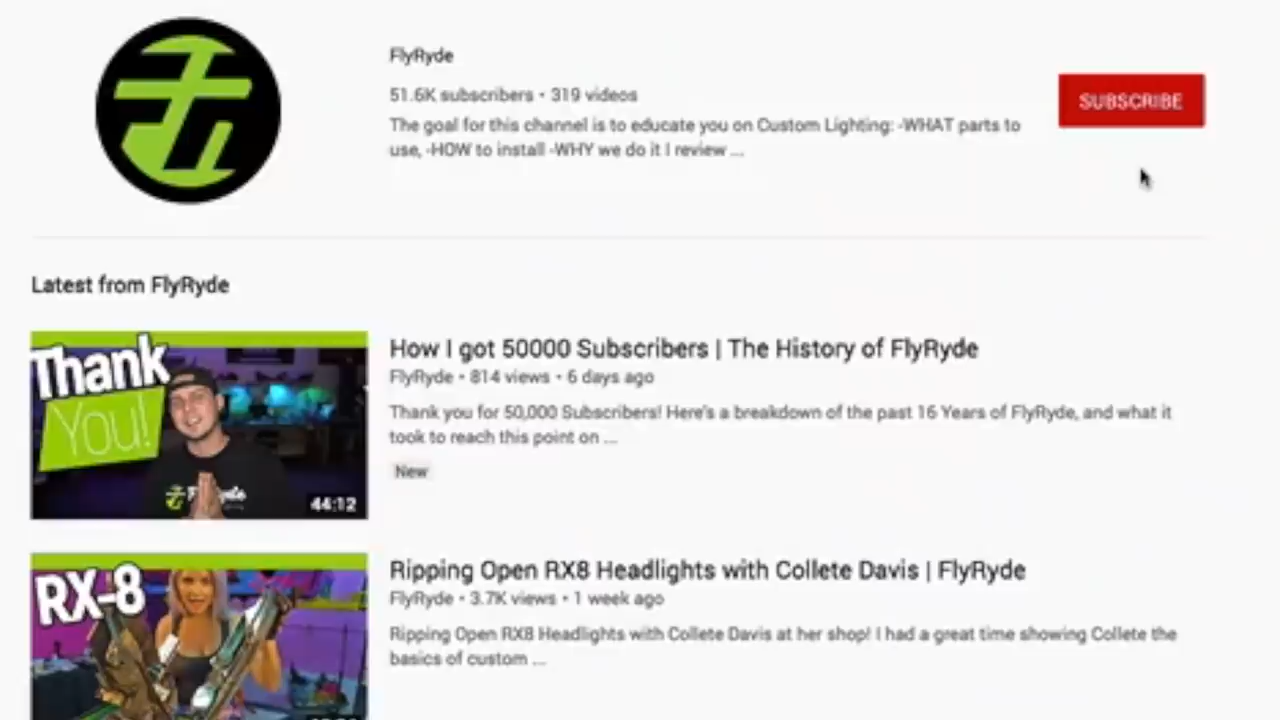 FlyRyde
51.6K subscribers • 319 videos
SUBSCRIBE
The goal for this channel is to educate you on Custom Lighting: -WHAT parts to
use, -HOW to install -WHY we do it I review ...
Latest from FlyRyde
Thank
You!
44:12
How I got 50000 Subscribers | The History of FlyRyde
FlyRyde • 814 views • 6 days ago
Thank you for 50,000 Subscribers! Here's a breakdown of the past 16 Years of FlyRyde, and what it
took to reach this point on ...
New
RX-8
Ripping Open RX8 Headlights with Collete Davis | FlyRyde
FlyRyde • 3.7K views • 1 week ago
Ripping Open RX8 Headlights with Collete Davis at her shop! I had a great time showing Collete the
basics of custom ...